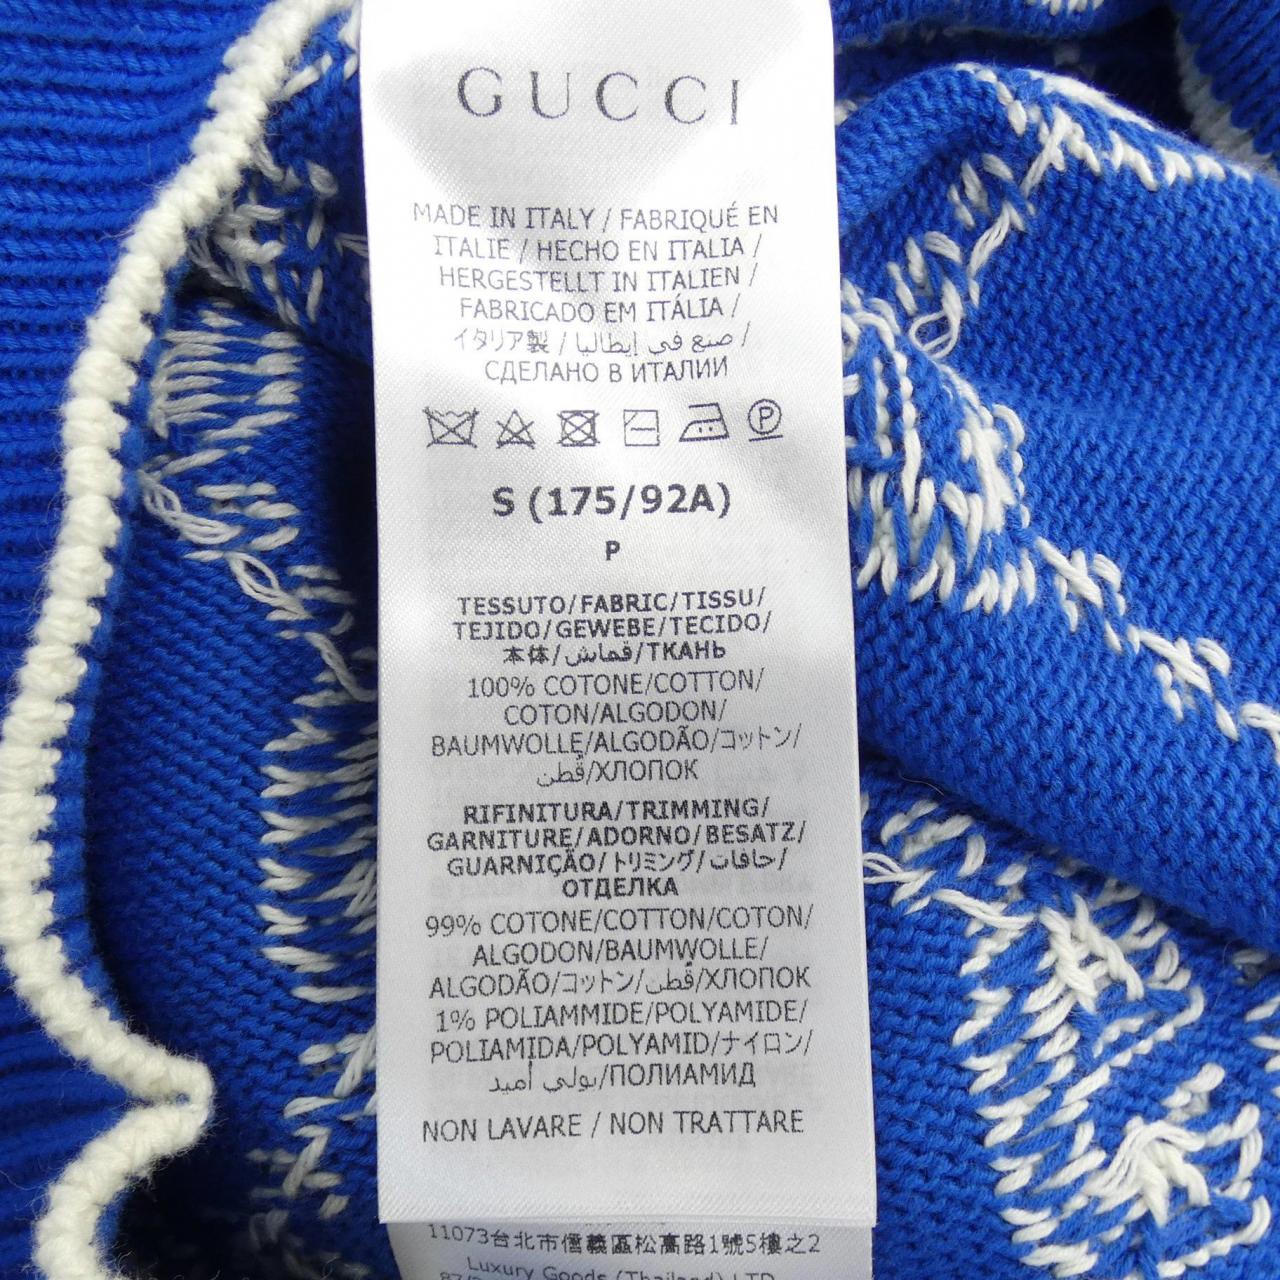 GUCCI
MADE IN ITALY / FABRIQUÉ EN
ITALIE / HECHO EN ITALIA /
HERGESTELLT IN ITALIEN /
FABRICADO EM ITÁLIA /
イタリア製 / صنع في إيطاليا /
СДЕЛАНО В ИТАЛИИ
P
S (175/92A)
P
TESSUTO/FABRIC/TISSU/
TEJIDO/GEWEBE/TECIDO/
本体/قماش/ТКАНЬ
100% COTONE/COTTON/
COTON/ALGODON/
BAUMWOLLE/ALGODÃO/コットン/
قُطن/ХЛОПОК
RIFINITURA/TRIMMING/
GARNITURE/ADORNO/BESATZ/
GUARNIÇÃO/トリミング/حافات/
ОТДЕЛКА
99% COTONE/COTTON/COTON/
ALGODON/BAUMWOLLE/
ALGODÃO/コットン/قُطن/ХЛОПОК
1% POLIAMMIDE/POLYAMIDE/
POLIAMIDA/POLYAMID/ナイロン/
بولي أميد/ПОЛИАМИД
NON LAVARE / NON TRATTARE
11073台北市信義區松高路1號5樓之2
Luxury Goods (Thailand) LTD